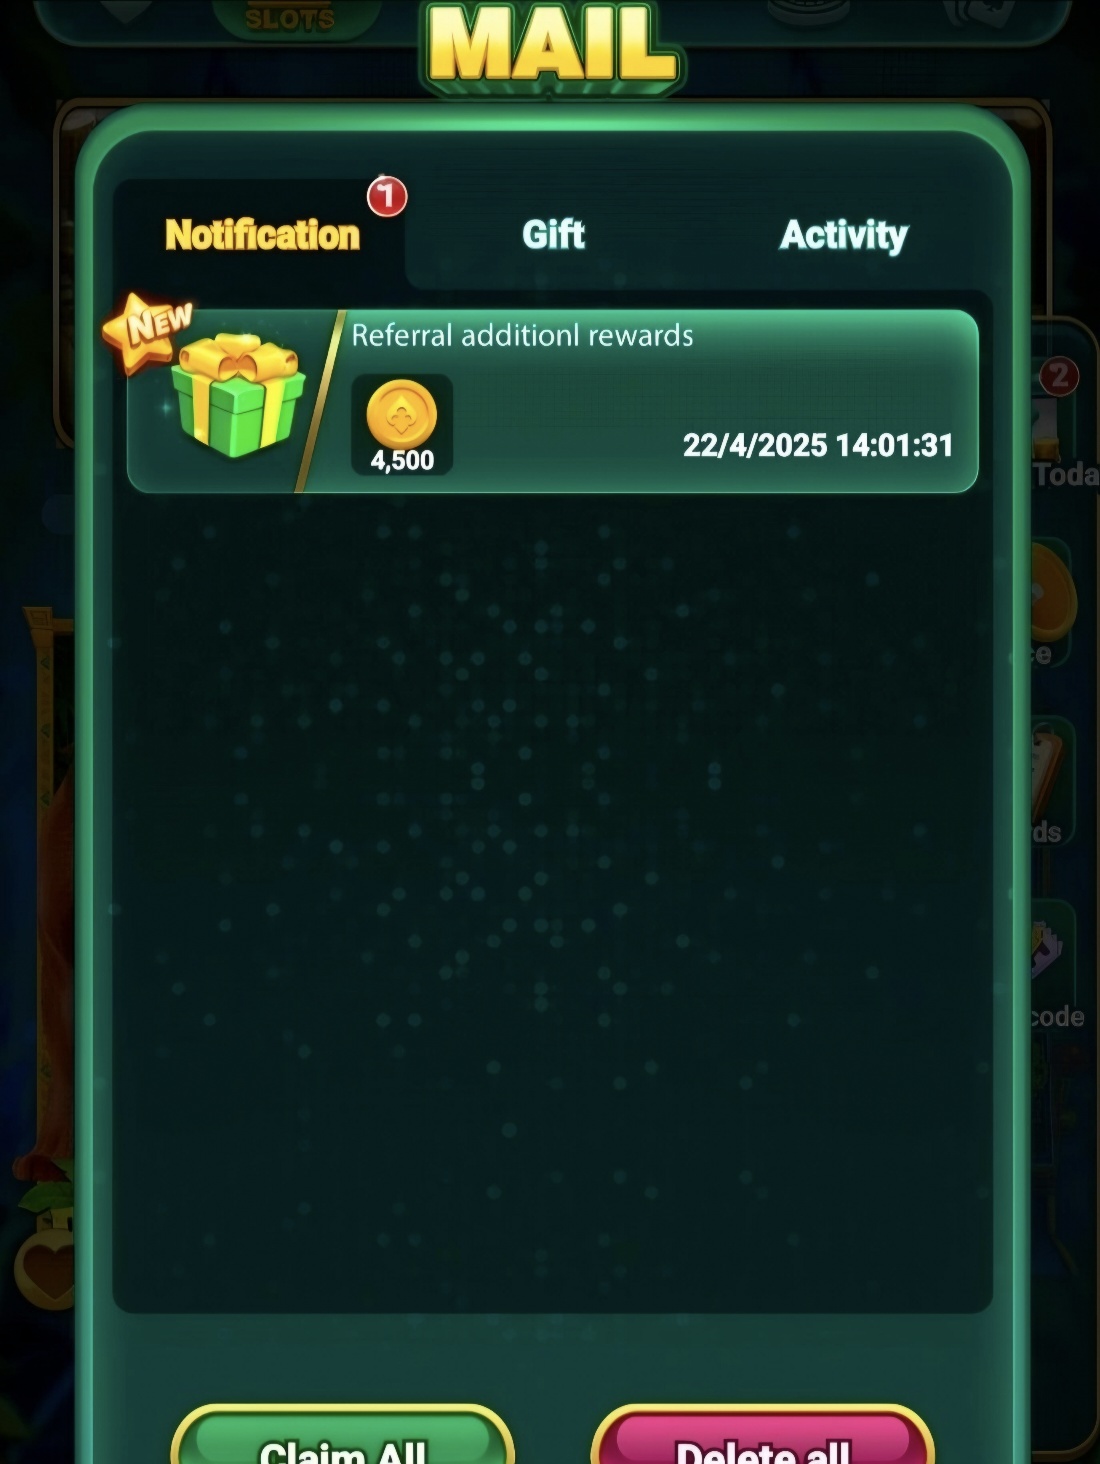 SLOTS
MAIL
1
Notification
Gift
Activity
NEW
Referral additionl rewards
4,500
22/4/2025 14:01:31
2
Toda
ce
ds
code
Claim All
Delete all